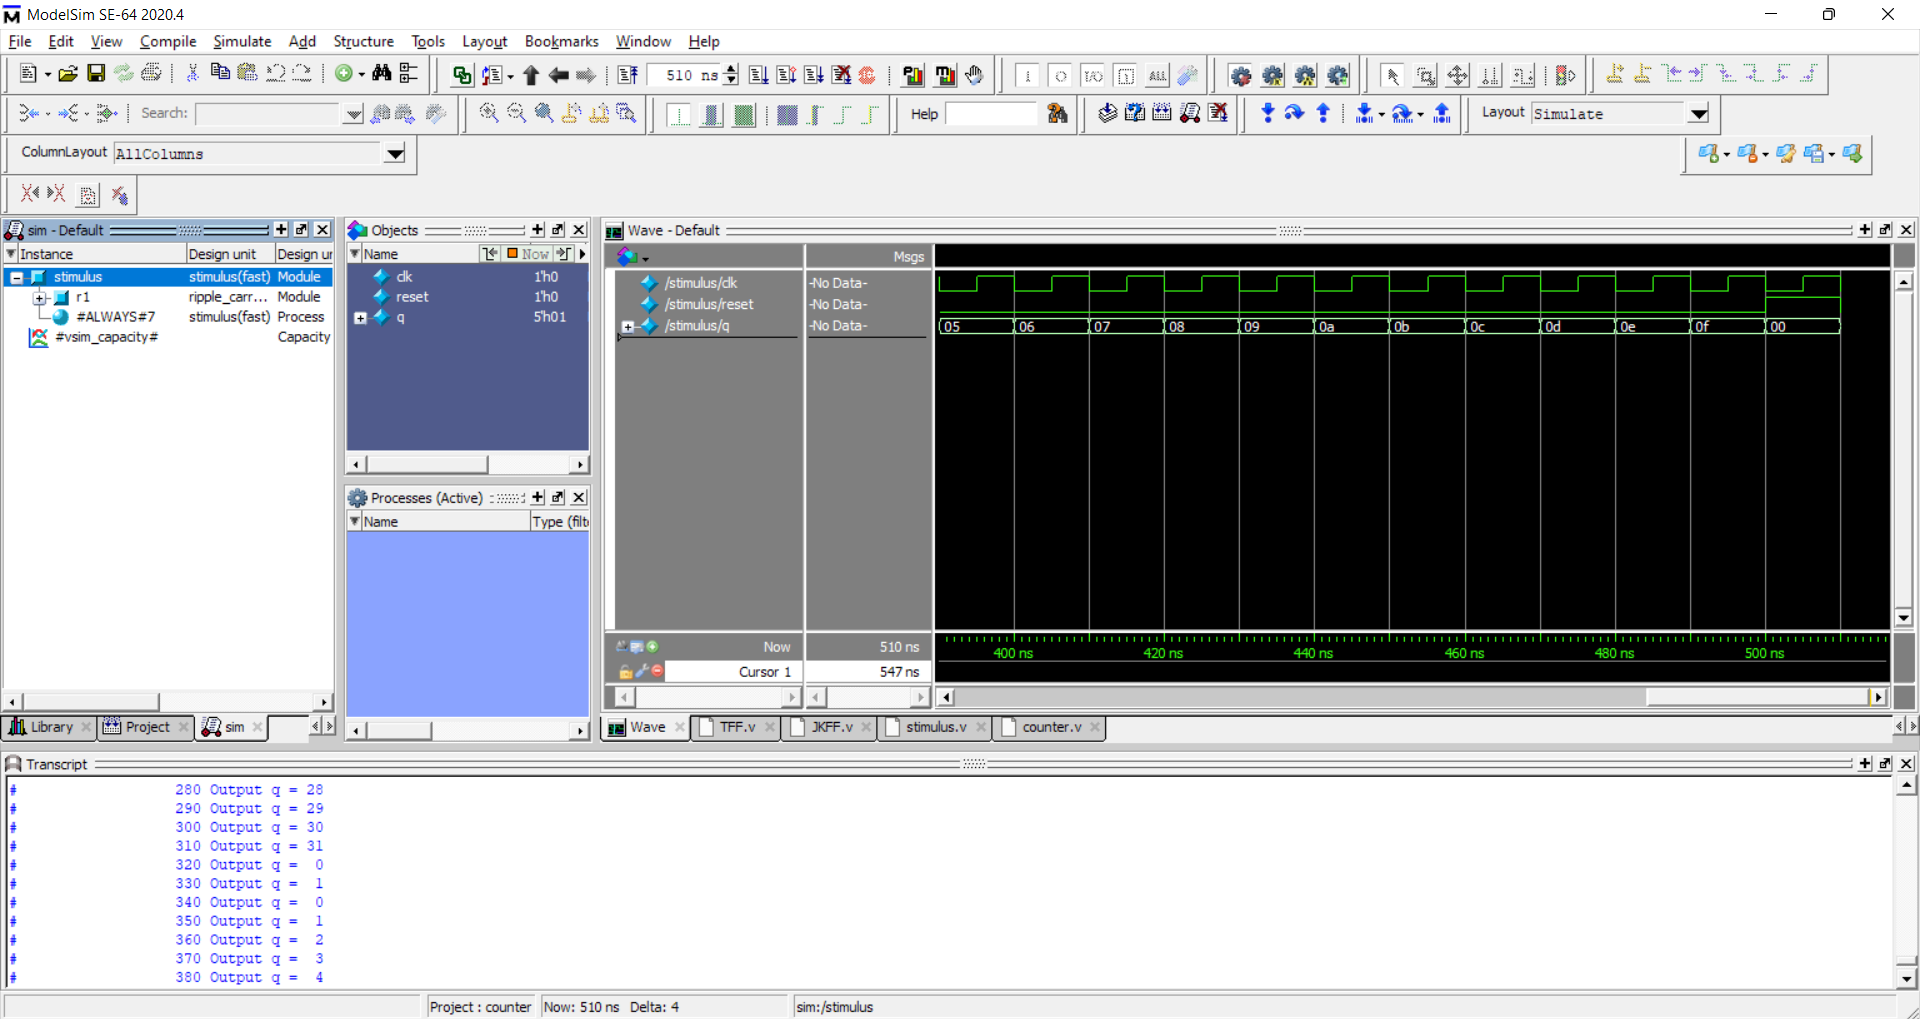 ModelSim SE-64 2020.4
File Edit View Compile Simulate Add Structure Tools Layout Bookmarks Window Help
510 ns
Search:
Help
Layout Simulate
ColumnLayout AllColumns
sim - Default
Instance Design unit Design ur
stimulus stimulus(fast) Module
r1 ripple_carr... Module
#ALWAYS#7 stimulus(fast) Process
#vsim_capacity# Capacity
Library Project sim
Objects
Name Now
clk 1'h0
reset 1'h0
q 5'h01
Processes (Active)
Name Type (filt
Wave - Default
Msgs
/stimulus/clk -No Data-
/stimulus/reset -No Data-
/stimulus/q -No Data- 05 06 07 08 09 0a 0b 0c 0d 0e 0f 00
Now 510 ns
400 ns 420 ns 440 ns 460 ns 480 ns 500 ns
Cursor 1 547 ns
Wave TFF.v JKFF.v stimulus.v counter.v
Transcript
# 280 Output q = 28
# 290 Output q = 29
# 300 Output q = 30
# 310 Output q = 31
# 320 Output q = 0
# 330 Output q = 1
# 340 Output q = 0
# 350 Output q = 1
# 360 Output q = 2
# 370 Output q = 3
# 380 Output q = 4
Project : counter Now: 510 ns Delta: 4 sim:/stimulus